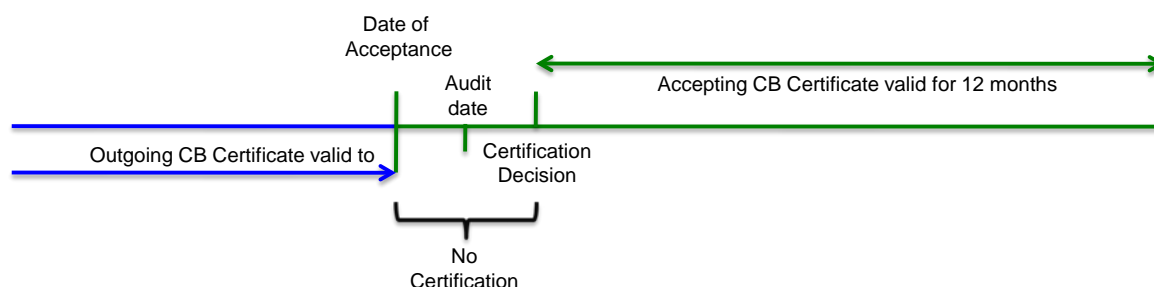 Date of
Acceptance
Audit
date
Accepting CB Certificate valid for 12 months
Outgoing CB Certificate valid to
Certification
Decision
No
Certification